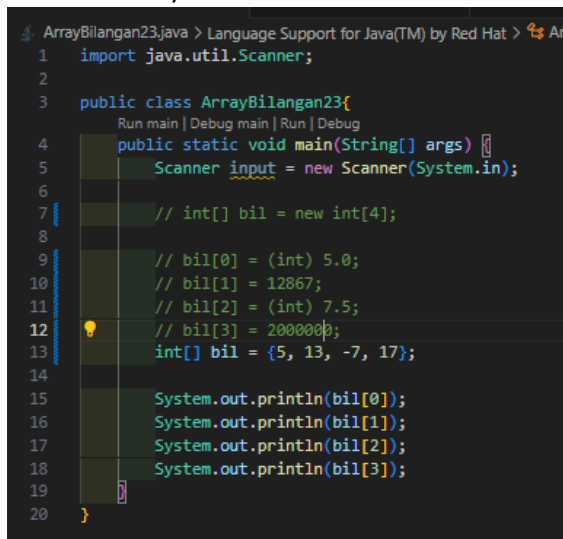 ArrayBilangan23.java > Language Support for Java(TM) by Red Hat > Ar
1 import java.util.Scanner;
2
3 public class ArrayBilangan23{
Run main | Debug main | Run | Debug
4 public static void main(String[] args) {
5 Scanner input = new Scanner(System.in);
6
7 // int[] bil = new int[4];
8
9 // bil[0] = (int) 5.0;
10 // bil[1] = 12867;
11 // bil[2] = (int) 7.5;
12 // bil[3] = 2000000;
13 int[] bil = {5, 13, -7, 17};
14
15 System.out.println(bil[0]);
16 System.out.println(bil[1]);
17 System.out.println(bil[2]);
18 System.out.println(bil[3]);
19 }
20 }